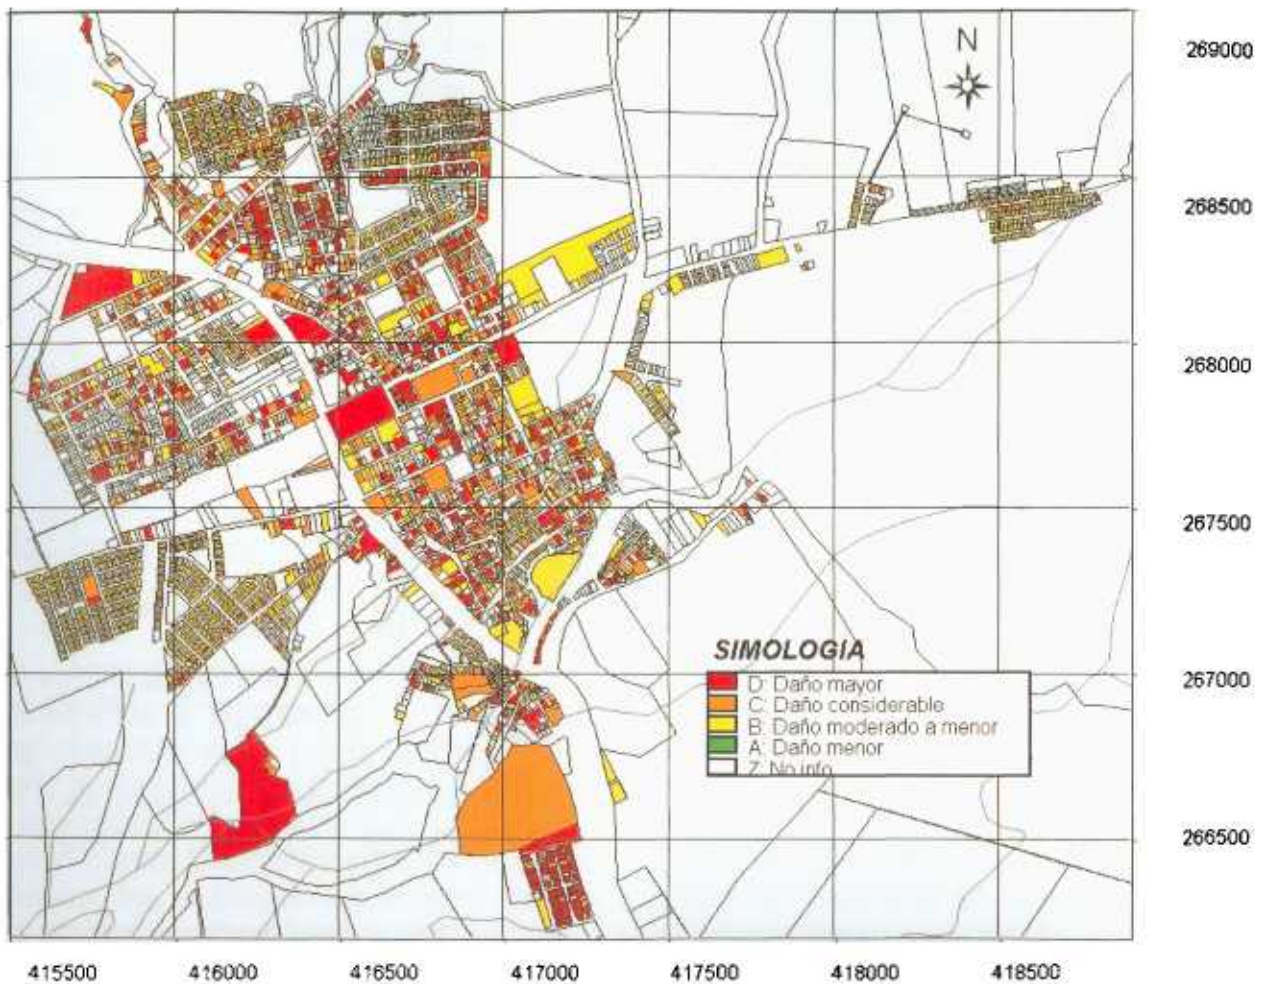 N
269000
268500
268000
267500
SIMOLOGIA
D: Daño mayor
C: Daño considerable
B: Daño moderado a menor
A: Daño menor
Z: No info
267000
266500
415500 416000 416500 417000 417500 418000 418500